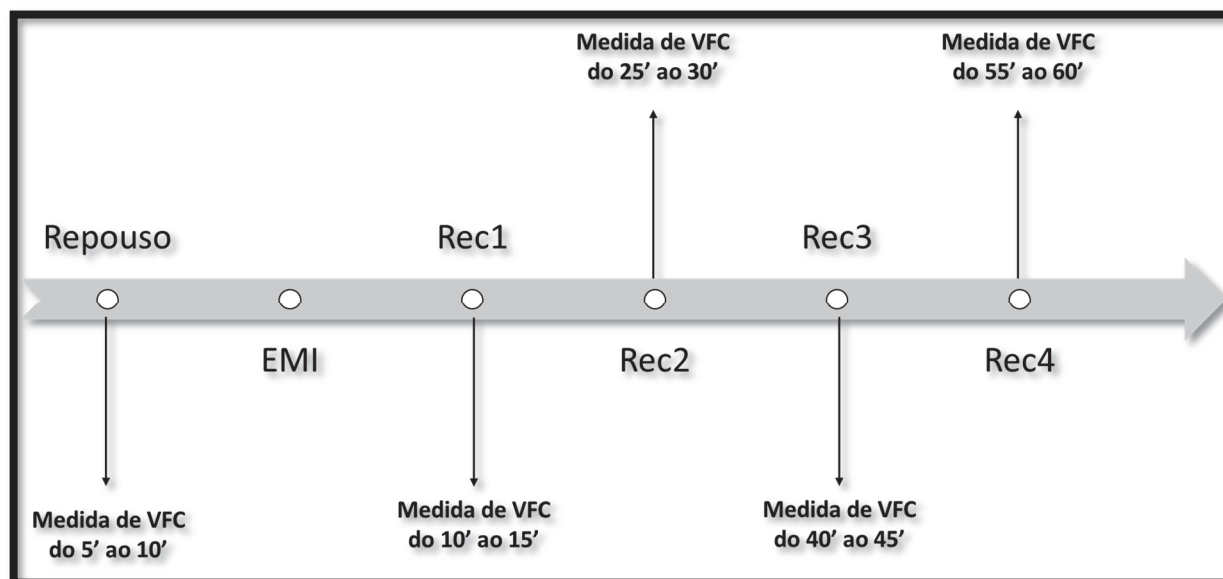 Medida de VFC
do 25’ ao 30’
Medida de VFC
do 55’ ao 60’
Repouso
Rec1
Rec3
EMI
Rec2
Rec4
Medida de VFC
do 5’ ao 10’
Medida de VFC
do 10’ ao 15’
Medida de VFC
do 40’ ao 45’